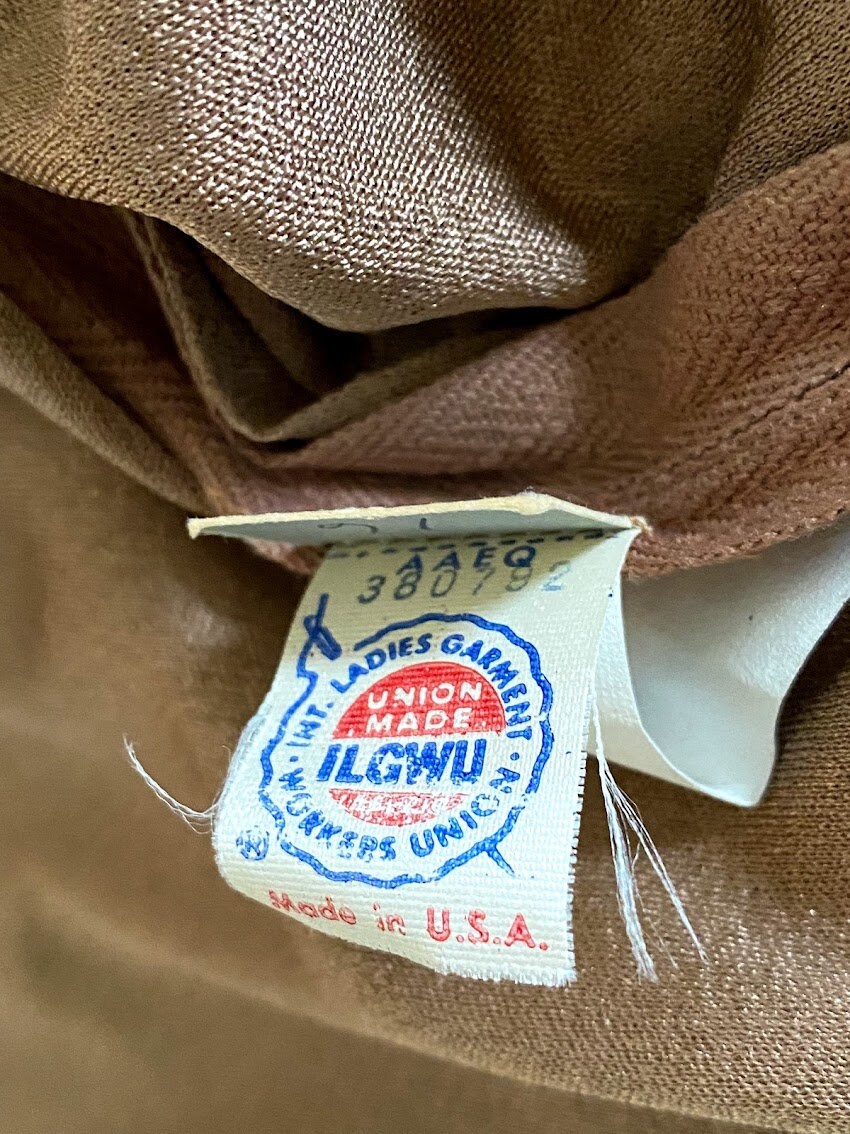 AAEQ
380792
INT. LADIES GARMENT
UNION
MADE
ILGWU
WORKERS UNION
®
Made in U.S.A.